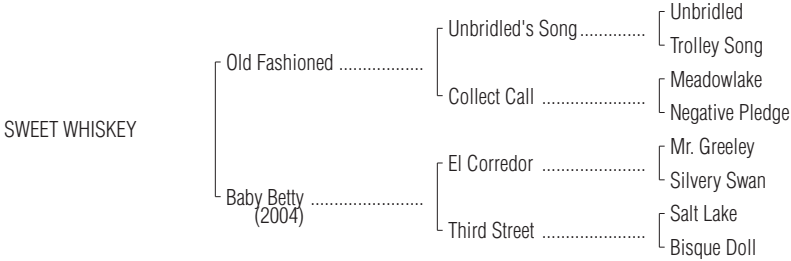 Unbridled
Unbridled's Song..............
Trolley Song
Old Fashioned ..................
Meadowlake
Collect Call ......................
Negative Pledge
SWEET WHISKEY
Mr. Greeley
El Corredor ......................
Silvery Swan
Baby Betty ........................
(2004)
Salt Lake
Third Street ......................
Bisque Doll